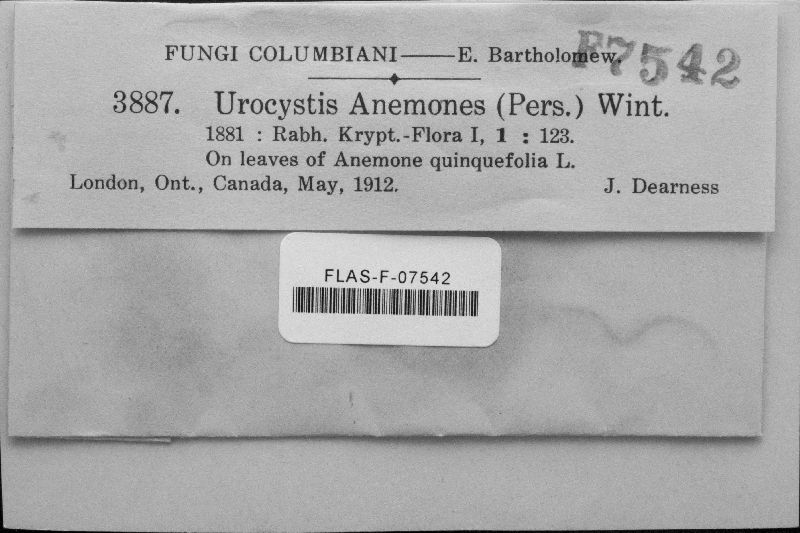 FUNGI COLUMBIANI—E. Bartholomew.
F7542
3887. Urocystis Anemones (Pers.) Wint.
1881 : Rabh. Krypt.-Flora I, 1 : 123.
On leaves of Anemone quinquefolia L.
London, Ont., Canada, May, 1912. J. Dearness
FLAS-F-07542